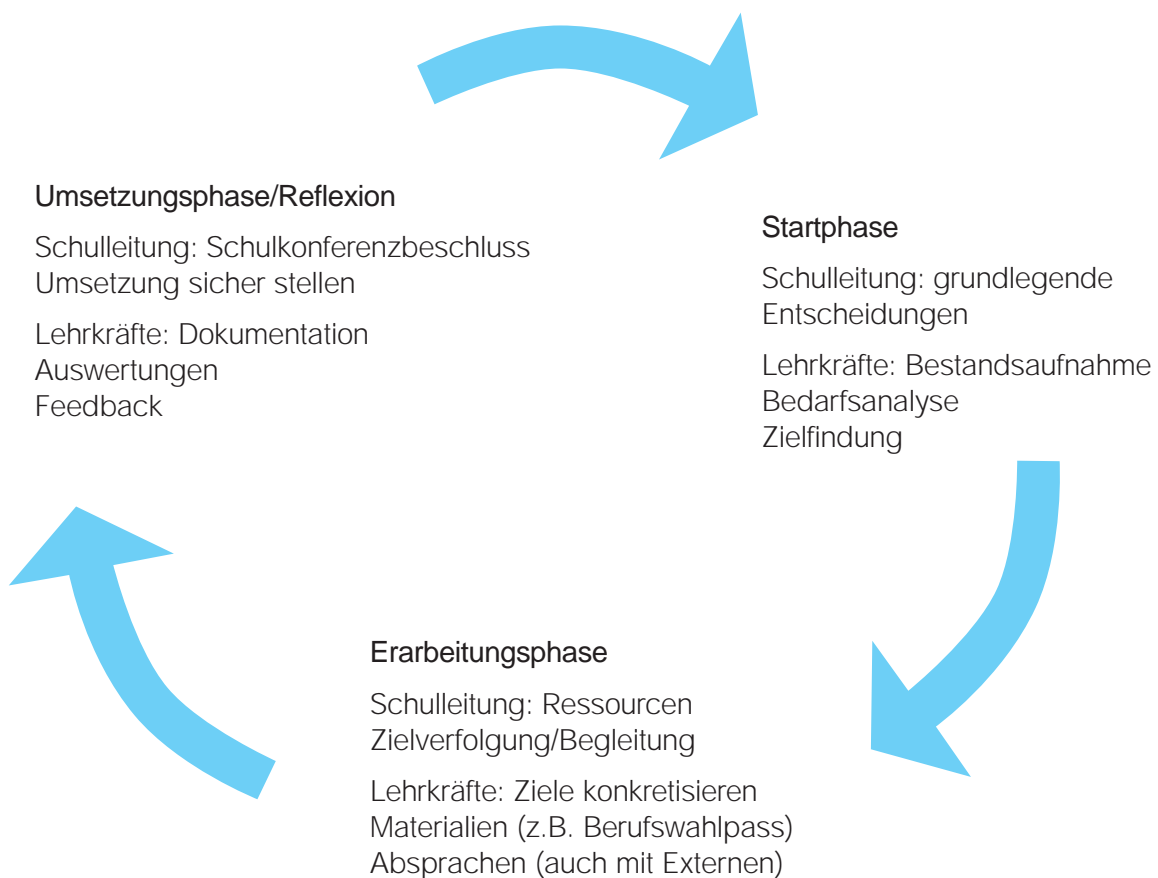 Umsetzungsphase/Reflexion
Schulleitung: Schulkonferenzbeschluss
Umsetzung sicher stellen
Lehrkräfte: Dokumentation
Auswertungen
Feedback
Startphase
Schulleitung: grundlegende
Entscheidungen
Lehrkräfte: Bestandsaufnahme
Bedarfsanalyse
Zielfindung
Erarbeitungsphase
Schulleitung: Ressourcen
Zielverfolgung/Begleitung
Lehrkräfte: Ziele konkretisieren
Materialien (z.B. Berufswahlpass)
Absprachen (auch mit Externen)